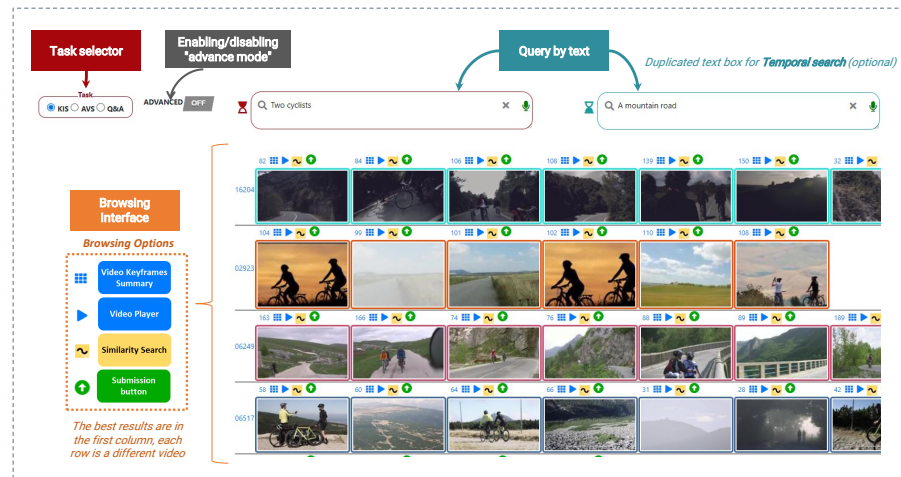 Task selector
Enabling/disabling
"advance mode"
Query by text
Duplicated text box for Temporal search (optional)
Task
KIS AVS Q&A
ADVANCED OFF
Two cyclists
A mountain road
82 84 106 108 139 150 32
16204
104 99 101 102 110 108
02923
163 166 74 76 88 89 189
06249
58 60 64 66 31 28 42
06517
Browsing
Interface
Browsing Options
Video Keyframes
Summary
Video Player
Similarity Search
Submission
button
The best results are in
the first column, each
row is a different video